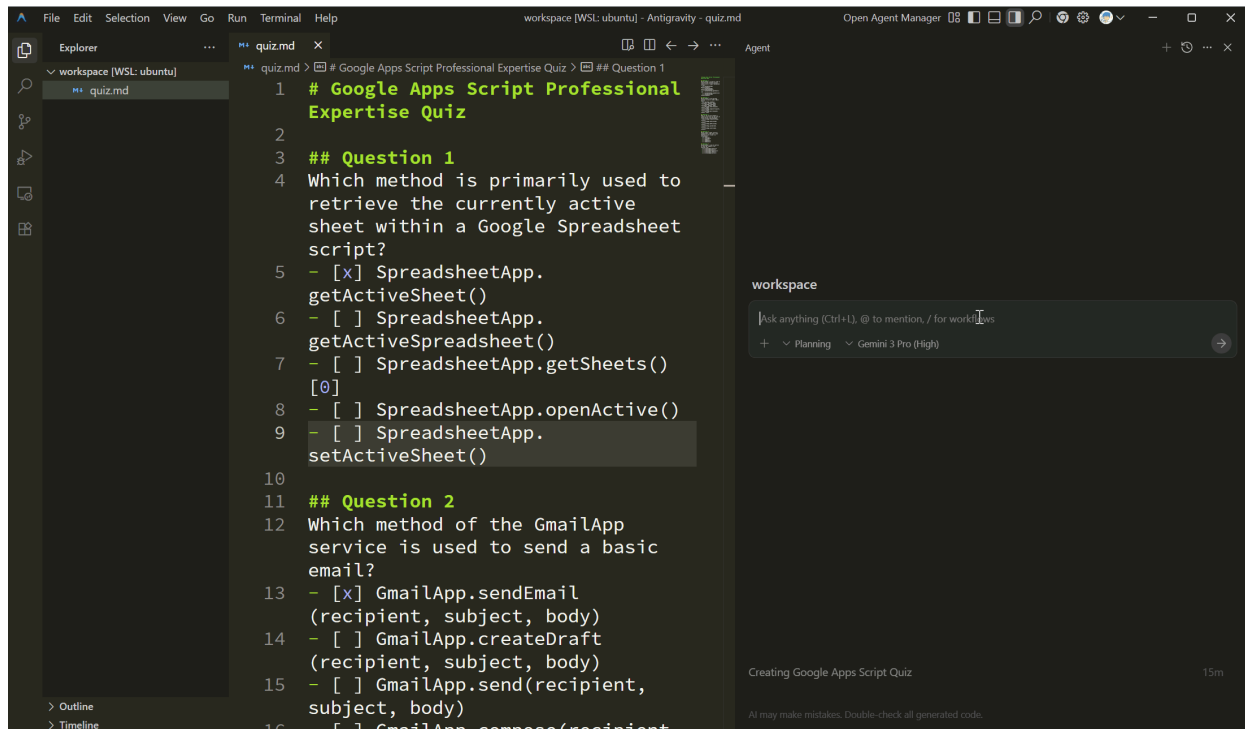 File Edit Selection View Go Run Terminal Help
workspace [WSL: ubuntu] - Antigravity - quiz.md
Open Agent Manager
Explorer
workspace [WSL: ubuntu]
quiz.md
Outline
Timeline
quiz.md
quiz.md > # Google Apps Script Professional Expertise Quiz > ## Question 1
1 # Google Apps Script Professional
Expertise Quiz
2
3 ## Question 1
4 Which method is primarily used to
retrieve the currently active
sheet within a Google Spreadsheet
script?
5 - [x] SpreadsheetApp.
getActiveSheet()
6 - [ ] SpreadsheetApp.
getActiveSpreadsheet()
7 - [ ] SpreadsheetApp.getSheets()
[0]
8 - [ ] SpreadsheetApp.openActive()
9 - [ ] SpreadsheetApp.
setActiveSheet()
10
11 ## Question 2
12 Which method of the GmailApp
service is used to send a basic
email?
13 - [x] GmailApp.sendEmail
(recipient, subject, body)
14 - [ ] GmailApp.createDraft
(recipient, subject, body)
15 - [ ] GmailApp.send(recipient,
subject, body)
16 - [ ] GmailApp.compose(recipient
Agent
workspace
Ask anything (Ctrl+L), @ to mention, / for workflows
Planning
Gemini 3 Pro (High)
Creating Google Apps Script Quiz
15m
AI may make mistakes. Double-check all generated code.